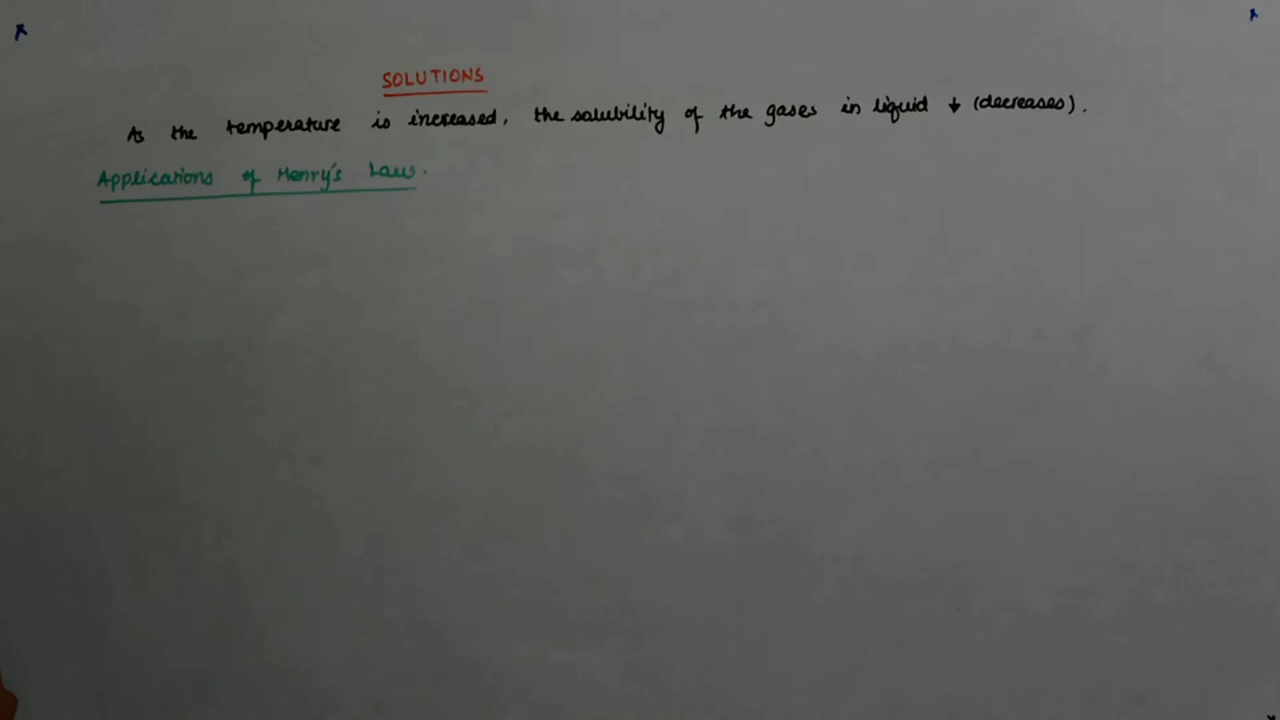 SOLUTIONS
As the temperature is increased, the solubility of the gases in liquid ↓ (decreases).
Applications of Henry's Law.